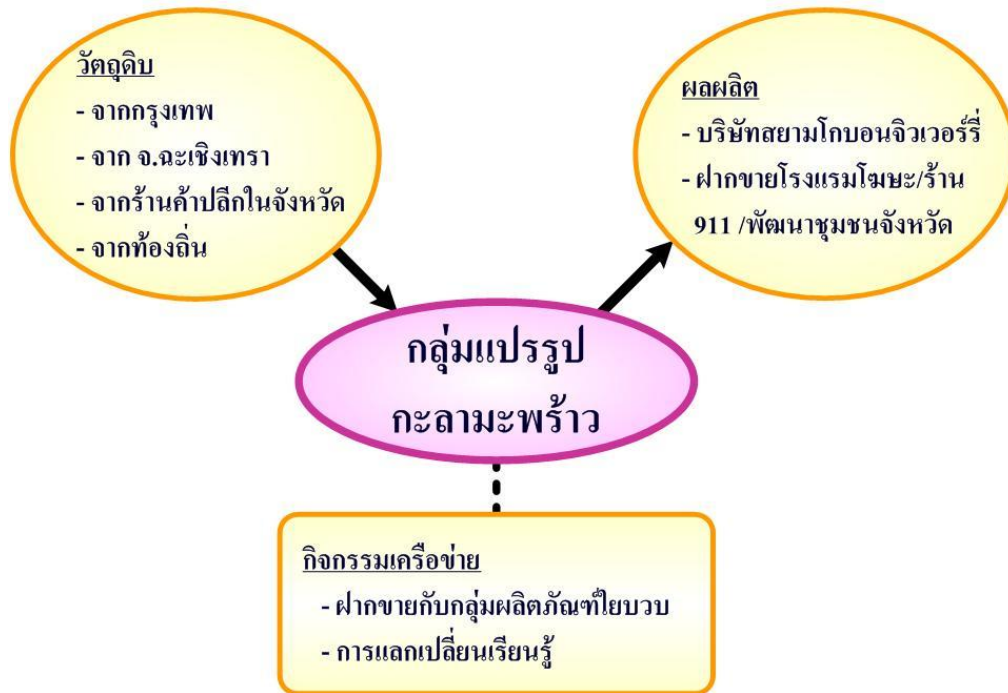 วัตถุดิบ
- จากกรุงเทพ
- จาก จ.ฉะเชิงเทรา
- จากร้านค้าปลีกในจังหวัด
- จากท้องถิ่น
ผลผลิต
- บริษัทสยามโกบอนจิวเวอร์รี่
- ฝากขายโรงแรมโฆษะ/ร้าน
911 /พัฒนาชุมชนจังหวัด
กลุ่มแปรรูป
กะลามะพร้าว
กิจกรรมเครือข่าย
- ฝากขายกับกลุ่มผลิตภัณฑ์ใยบวบ
- การแลกเปลี่ยนเรียนรู้